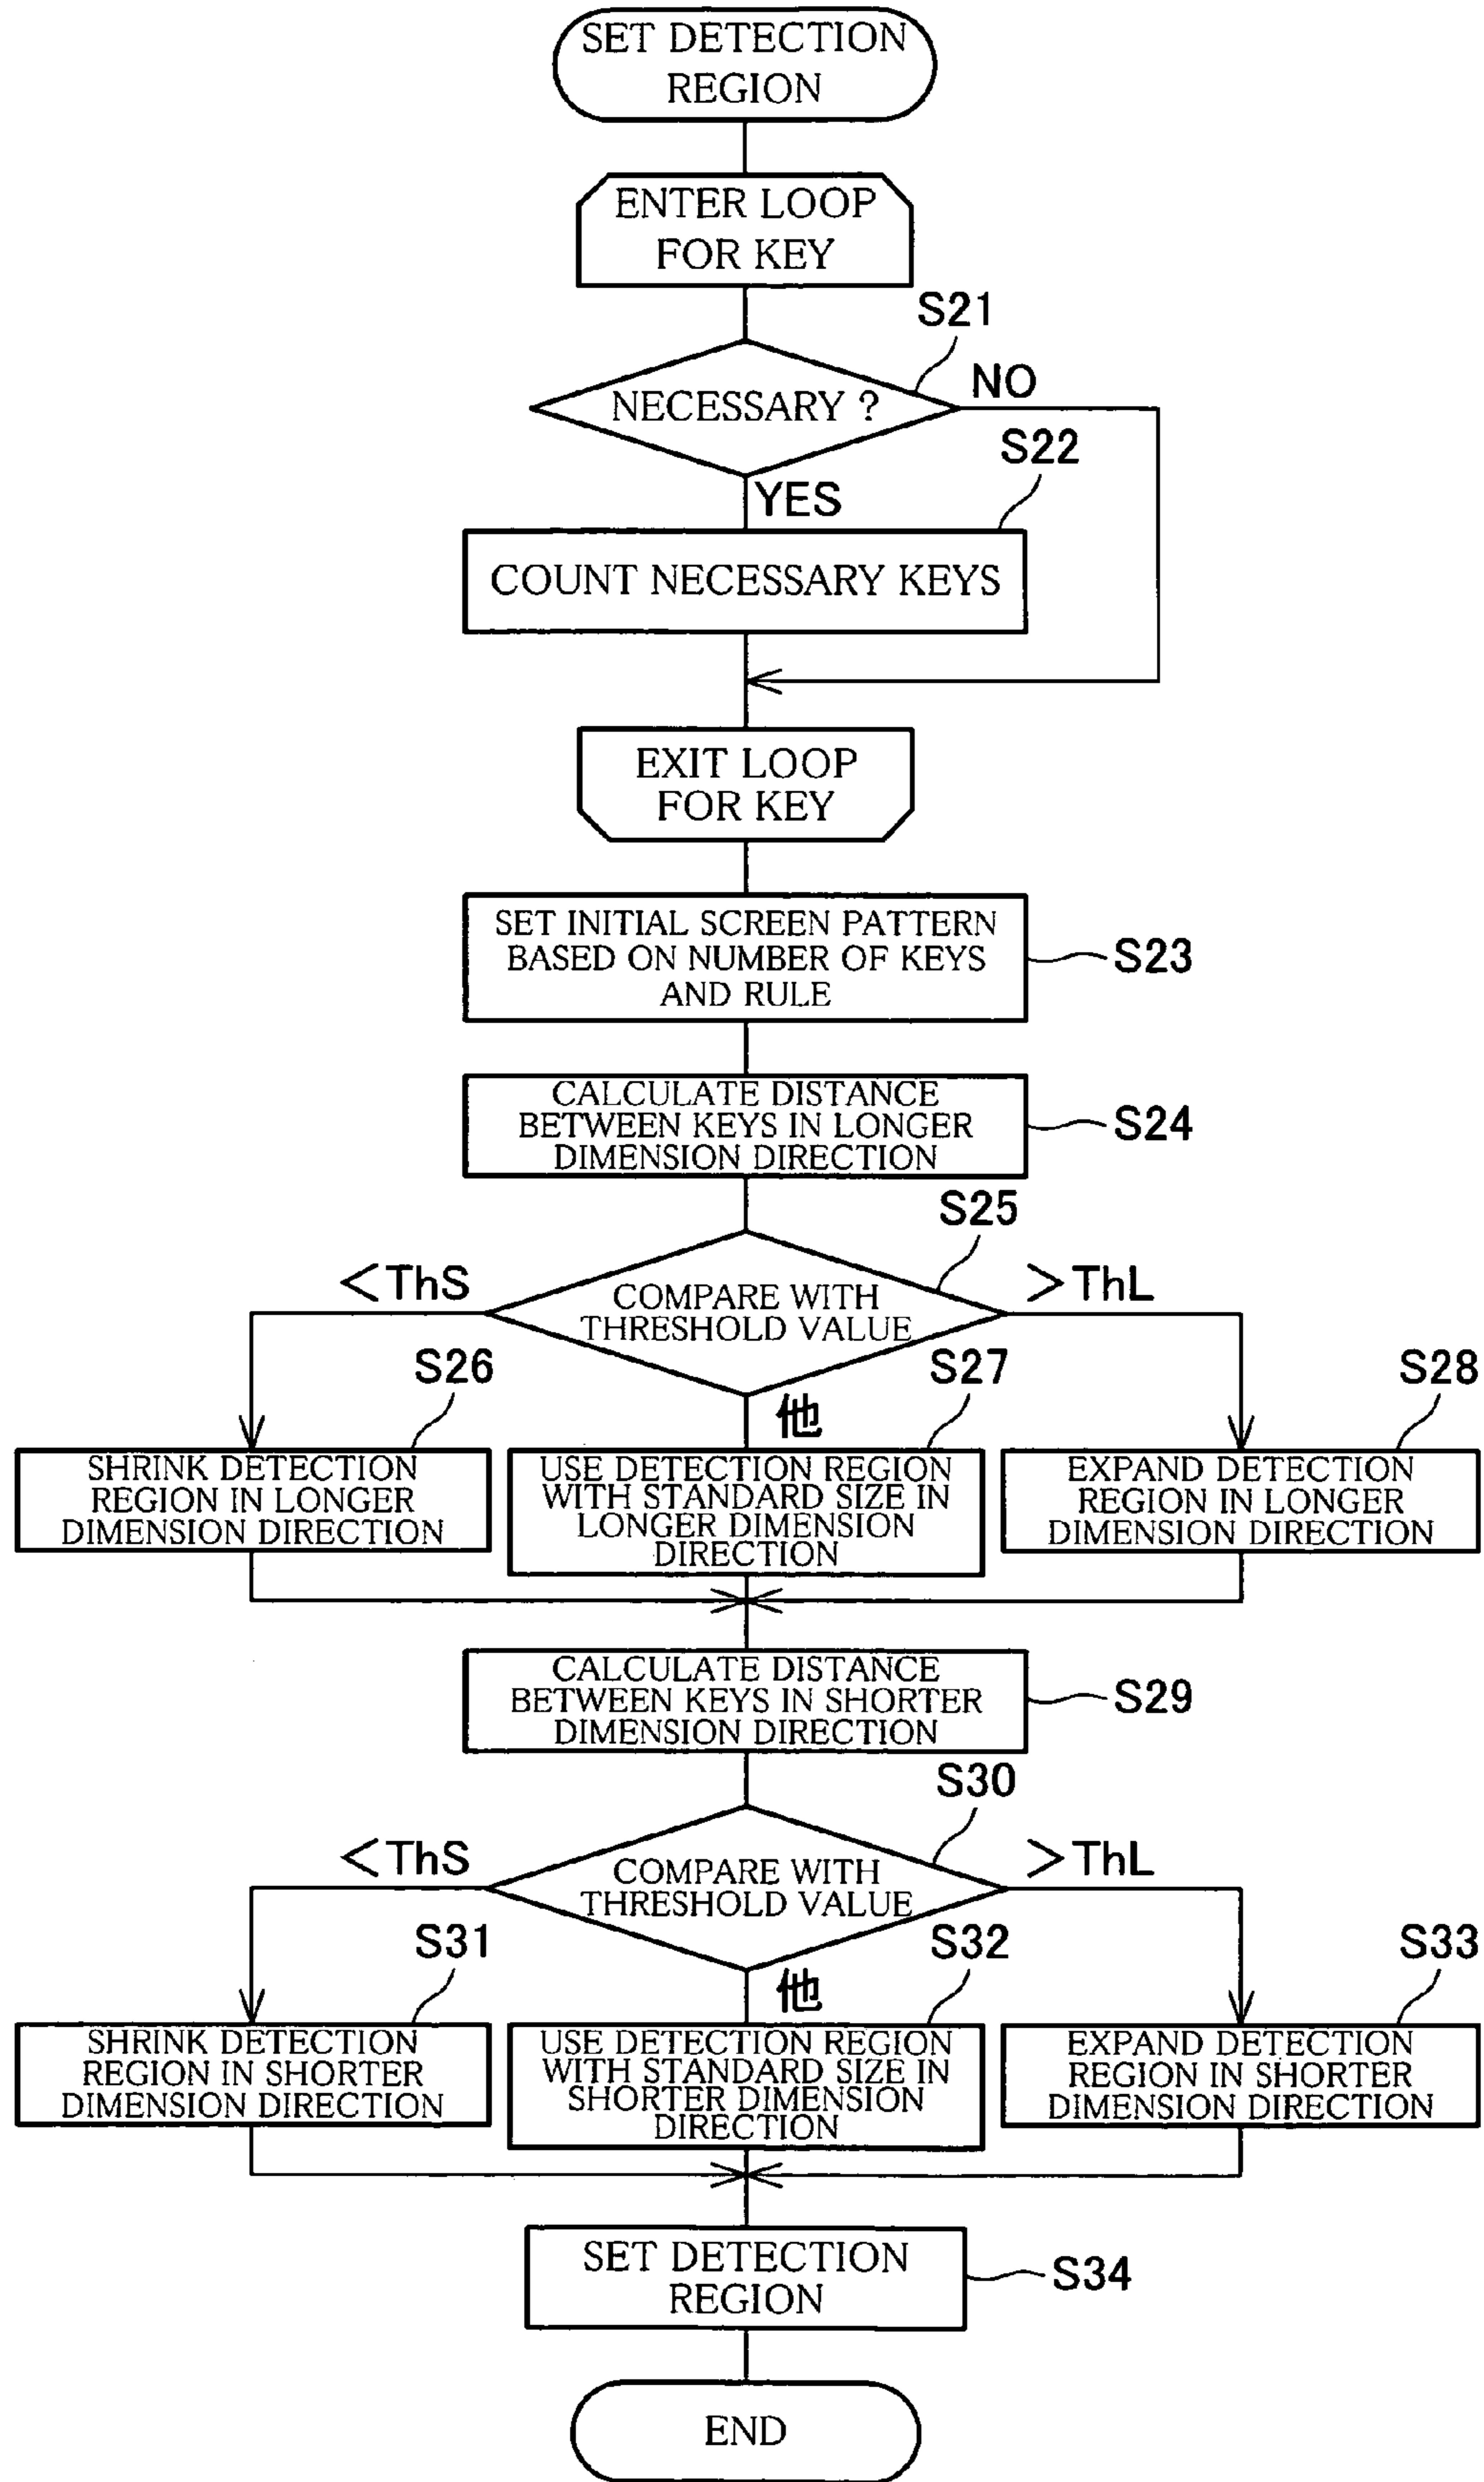 SET DETECTION
REGION
ENTER LOOP
FOR KEY
S21
NECESSARY ?
NO
S22
YES
COUNT NECESSARY KEYS
EXIT LOOP
FOR KEY
SET INITIAL SCREEN PATTERN
BASED ON NUMBER OF KEYS
AND RULE
S23
CALCULATE DISTANCE
BETWEEN KEYS IN LONGER
DIMENSION DIRECTION
S24
S25
<ThS
COMPARE WITH
THRESHOLD VALUE
>ThL
S26
他
S27
S28
SHRINK DETECTION
REGION IN LONGER
DIMENSION DIRECTION
USE DETECTION REGION
WITH STANDARD SIZE IN
LONGER DIMENSION
DIRECTION
EXPAND DETECTION
REGION IN LONGER
DIMENSION DIRECTION
CALCULATE DISTANCE
BETWEEN KEYS IN SHORTER
DIMENSION DIRECTION
S29
S30
<ThS
COMPARE WITH
THRESHOLD VALUE
>ThL
S31
他
S32
S33
SHRINK DETECTION
REGION IN SHORTER
DIMENSION DIRECTION
USE DETECTION REGION
WITH STANDARD SIZE IN
SHORTER DIMENSION
DIRECTION
EXPAND DETECTION
REGION IN SHORTER
DIMENSION DIRECTION
SET DETECTION
REGION
S34
END